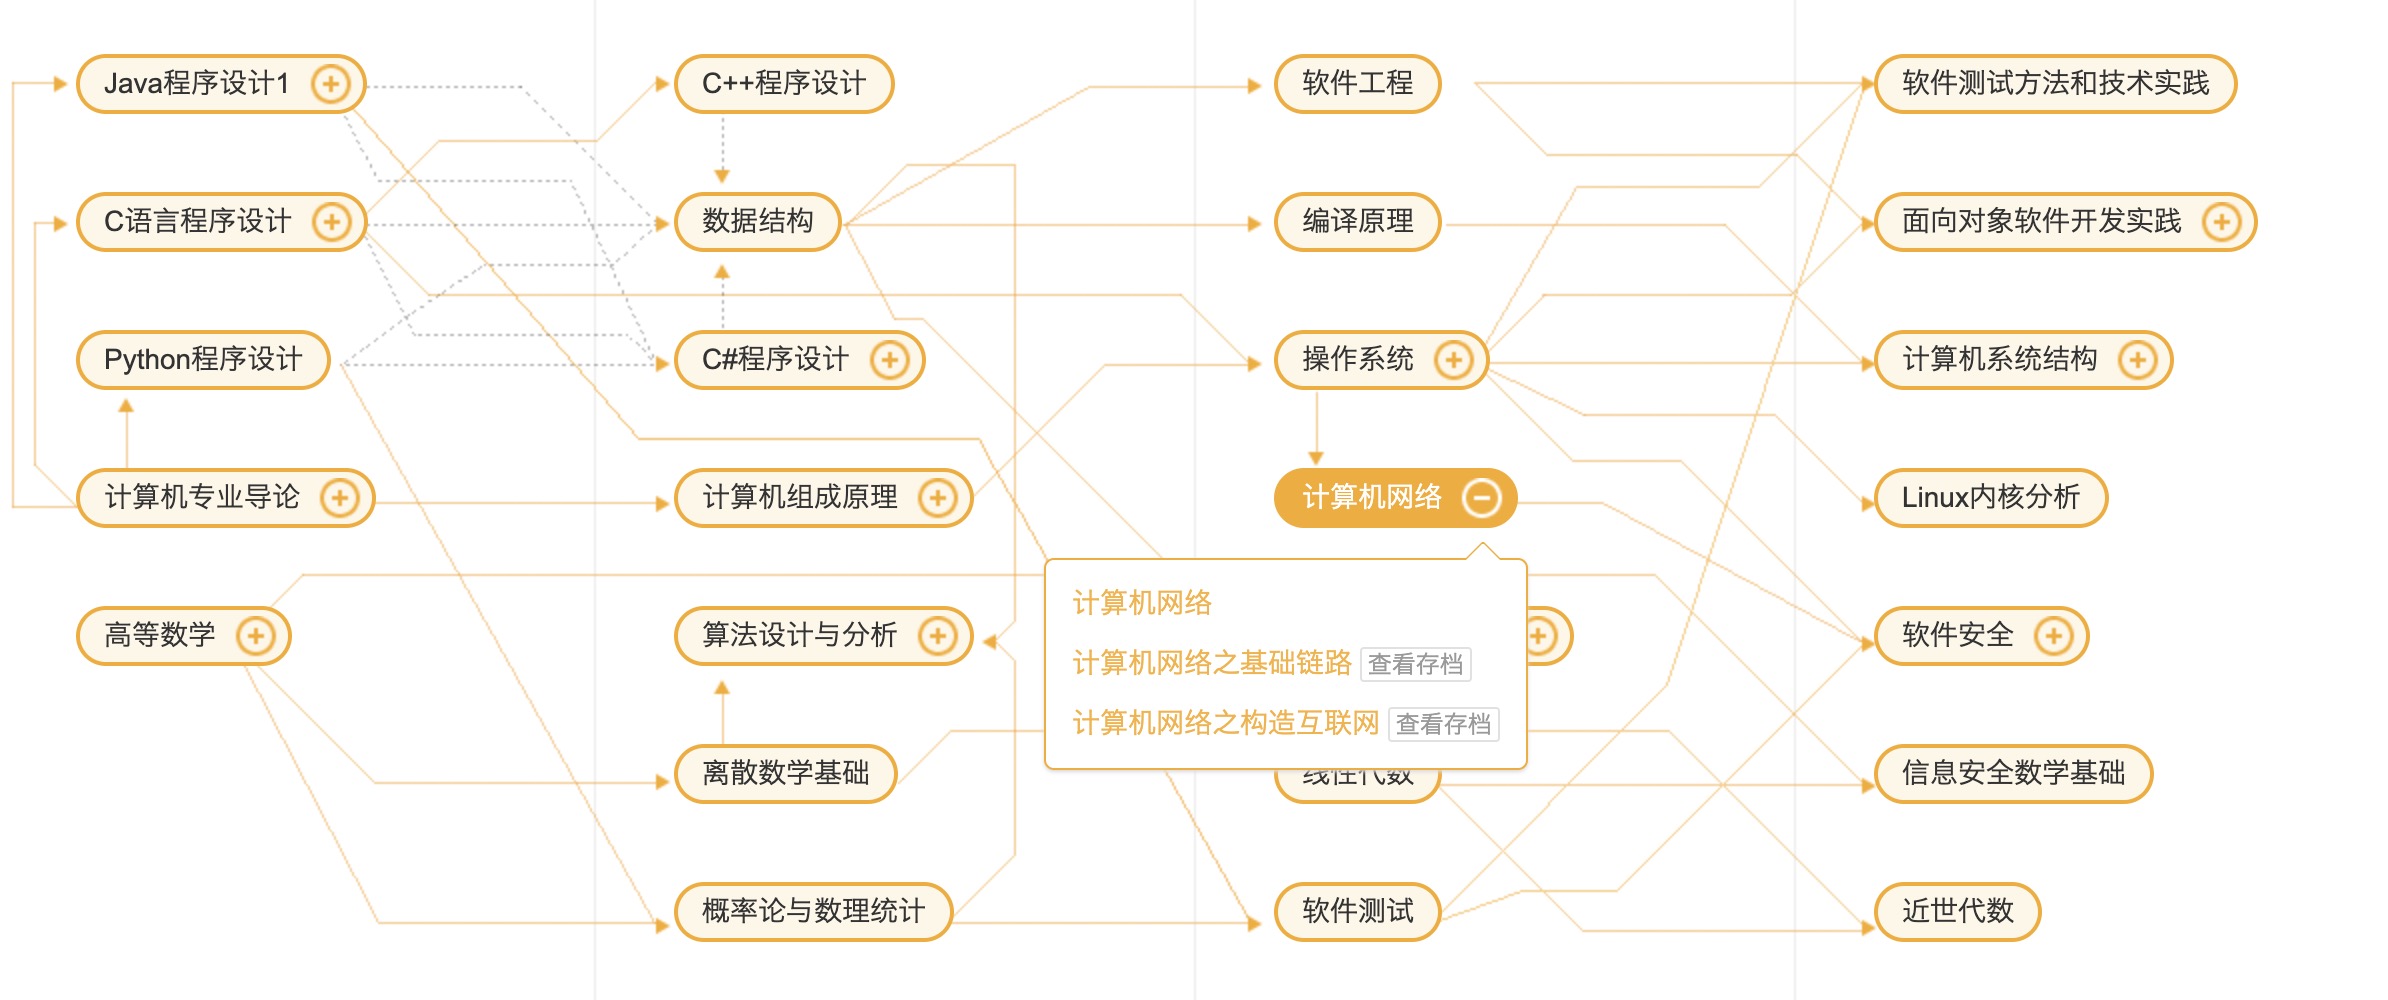 Java程序设计1
C语言程序设计
Python程序设计
计算机专业导论
高等数学
C++程序设计
数据结构
C#程序设计
计算机组成原理
算法设计与分析
离散数学基础
概率论与数理统计
软件工程
编译原理
操作系统
计算机网络
计算机网络
计算机网络之基础链路 查看存档
计算机网络之构造互联网 查看存档
线性代数
软件测试
软件测试方法和技术实践
面向对象软件开发实践
计算机系统结构
Linux内核分析
软件安全
信息安全数学基础
近世代数